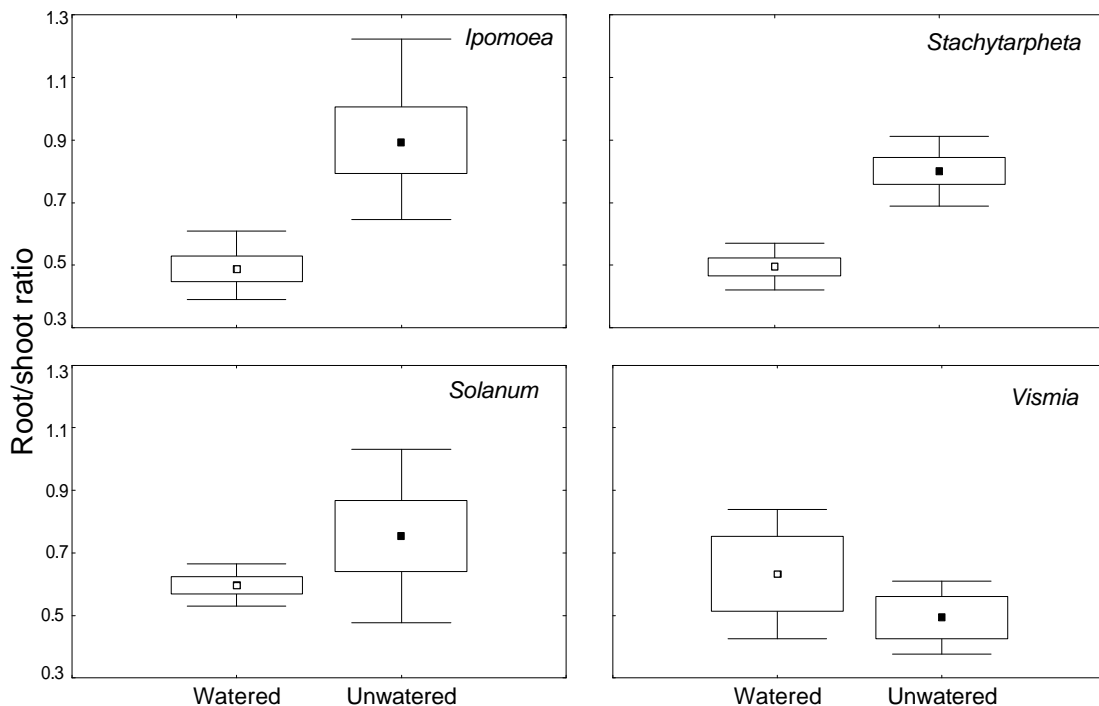 Root/shoot ratio
1.3
1.1
0.9
0.7
0.5
0.3
Ipomoea
Stachytarpheta
1.3
1.1
0.9
0.7
0.5
0.3
Solanum
Vismia
Watered Unwatered
Watered Unwatered